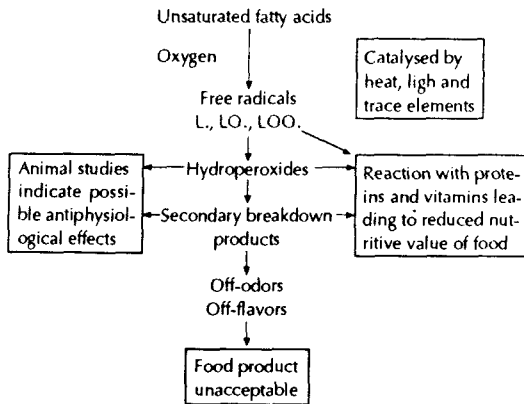 Unsaturated fatty acids
Oxygen
Catalysed by
heat, ligh and
trace elements
Free radicals
L., LO., LOO.
Animal studies
indicate possi-
ble antiphysiol-
ogical effects
Hydroperoxides
Reaction with prote-
ins and vitamins lea-
ding to reduced nut-
ritive value of food
Secondary breakdown
products
Off-odors
Off-flavors
Food product
unacceptable